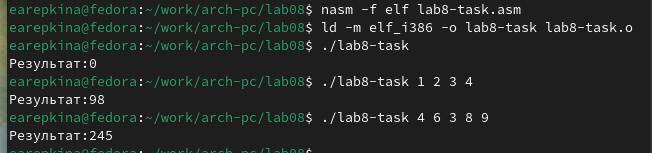 earepkina@fedora:~/work/arch-pc/lab08$ nasm -f elf lab8-task.asm
earepkina@fedora:~/work/arch-pc/lab08$ ld -m elf_i386 -o lab8-task lab8-task.o
earepkina@fedora:~/work/arch-pc/lab08$ ./lab8-task
Результат:0
earepkina@fedora:~/work/arch-pc/lab08$ ./lab8-task 1 2 3 4
Результат:98
earepkina@fedora:~/work/arch-pc/lab08$ ./lab8-task 4 6 3 8 9
Результат:245
earepkina@fedora:~/work/arch-pc/lab08$